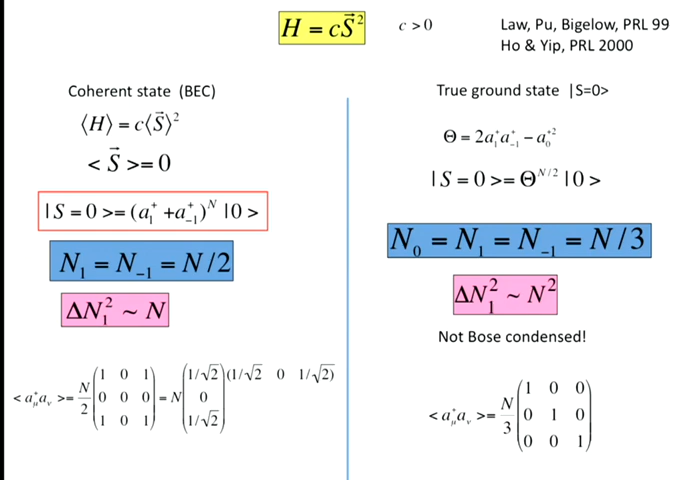 H = cS⃗²
c > 0
Law, Pu, Bigelow, PRL 99
Ho & Yip, PRL 2000
Coherent state (BEC)
⟨H⟩ = c⟨S⃗⟩²
< S⃗ >= 0
| S = 0 >= (a₁⁺ + a₋₁⁺)ᴺ | 0 >
N₁ = N₋₁ = N / 2
ΔN₁² ~ N
< a_μ⁺ a_ν >= N/2 (1 0 1; 0 0 0; 1 0 1) = N (1/√2; 0; 1/√2) (1/√2 0 1/√2)
True ground state |S=0>
Θ = 2a₁⁺a₋₁⁺ − a₀⁺²
| S = 0 >= Θ^{N/2} | 0 >
N₀ = N₁ = N₋₁ = N / 3
ΔN₁² ~ N²
Not Bose condensed!
< a_μ⁺ a_ν >= N/3 (1 0 0; 0 1 0; 0 0 1)